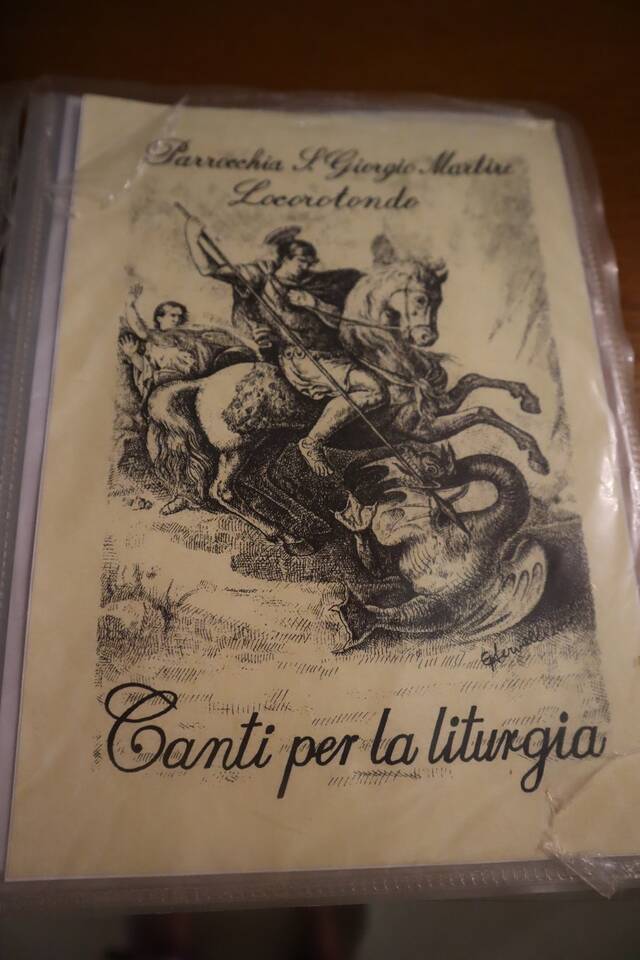 Parrocchia S. Giorgio Martire
Locorotondo
Canti per la liturgia